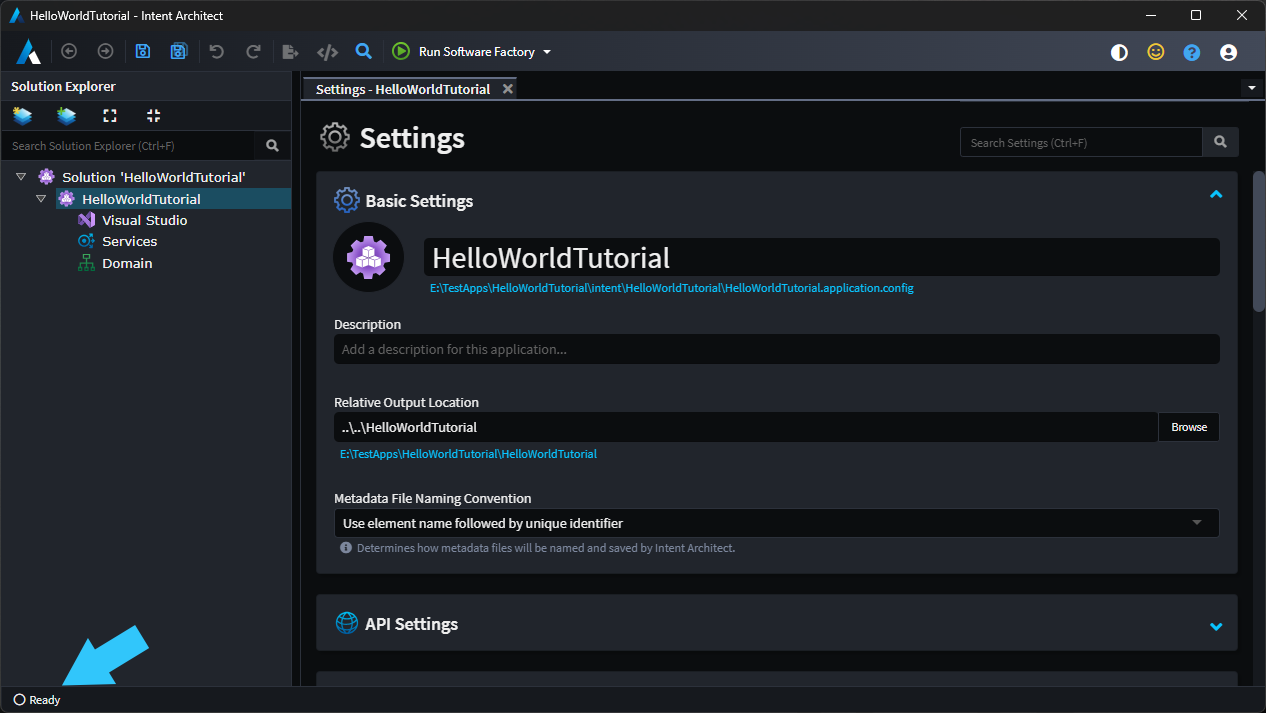 HelloWorldTutorial - Intent Architect
Run Software Factory
Solution Explorer
Search Solution Explorer (Ctrl+F)
Solution 'HelloWorldTutorial'
HelloWorldTutorial
Visual Studio
Services
Domain
Settings - HelloWorldTutorial
Settings
Search Settings (Ctrl+F)
Basic Settings
HelloWorldTutorial
E:\TestApps\HelloWorldTutorial\intent\HelloWorldTutorial\HelloWorldTutorial.application.config
Description
Add a description for this application...
Relative Output Location
..\..\HelloWorldTutorial
Browse
E:\TestApps\HelloWorldTutorial\HelloWorldTutorial
Metadata File Naming Convention
Use element name followed by unique identifier
Determines how metadata files will be named and saved by Intent Architect.
API Settings
Ready